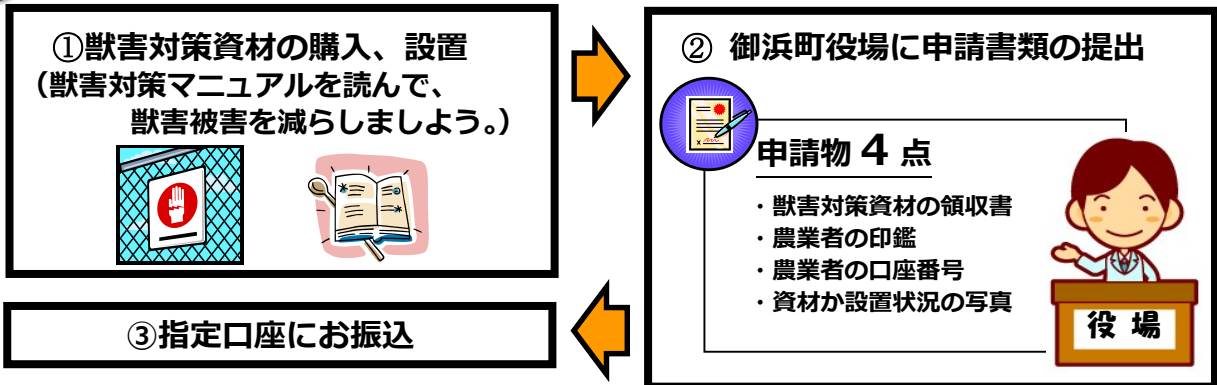 ①獣害対策資材の購入、設置
(獣害対策マニュアルを読んで、
獣害被害を減らしましよう。)
② 御浜町役場に申請書類の提出
申請物 4 点
・獣害対策資材の領収書
・農業者の印鑑
・農業者の口座番号
・資材か設置状況の写真
役 場
③指定口座にお振込